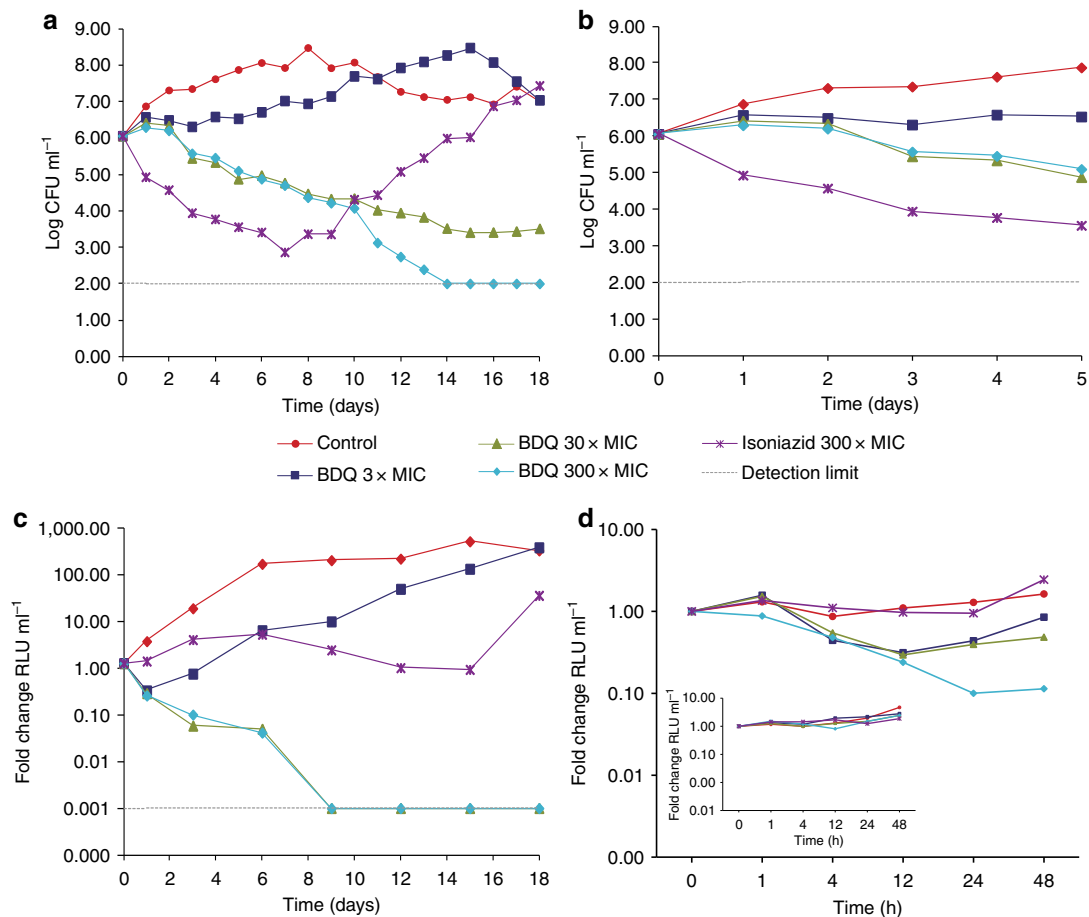 a
9.00
8.00
7.00
6.00
5.00
4.00
3.00
2.00
1.00
0.00
Log CFU ml⁻¹
0 2 4 6 8 10 12 14 16 18
Time (days)
b
9.00
8.00
7.00
6.00
5.00
4.00
3.00
2.00
1.00
0.00
Log CFU ml⁻¹
0 1 2 3 4 5
Time (days)
Control
BDQ 3 × MIC
BDQ 30 × MIC
BDQ 300 × MIC
Isoniazid 300 × MIC
Detection limit
c
1,000.00
100.00
10.00
1.00
0.10
0.01
0.001
0.000
Fold change RLU ml⁻¹
0 2 4 6 8 10 12 14 16 18
Time (days)
d
10.00
1.00
0.10
0.01
0.00
Fold change RLU ml⁻¹
0 1 4 12 24 48
Time (h)
10.00
1.00
0.10
0.00
0.01
Fold change RLU ml⁻¹
0 1 4 12 24 48
Time (h)